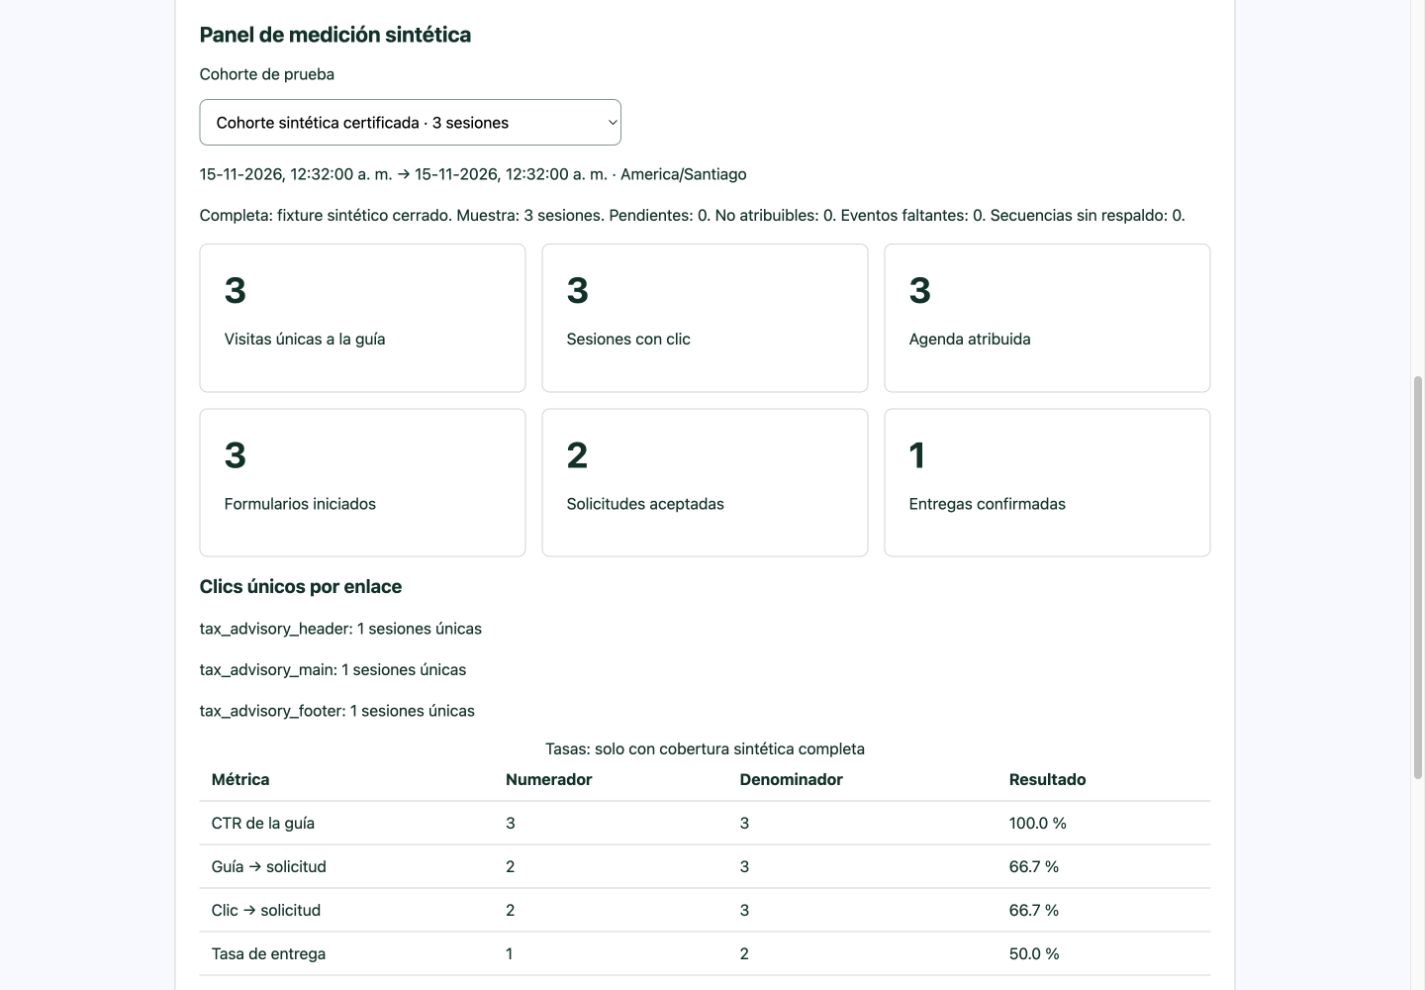 Panel de medición sintética
Cohorte de prueba
Cohorte sintética certificada · 3 sesiones
15-11-2026, 12:32:00 a. m. → 15-11-2026, 12:32:00 a. m. · America/Santiago
Completa: fixture sintético cerrado. Muestra: 3 sesiones. Pendientes: 0. No atribuibles: 0. Eventos faltantes: 0. Secuencias sin respaldo: 0.
3
Visitas únicas a la guía
3
Sesiones con clic
3
Agenda atribuida
3
Formularios iniciados
2
Solicitudes aceptadas
1
Entregas confirmadas
Clics únicos por enlace
tax_advisory_header: 1 sesiones únicas
tax_advisory_main: 1 sesiones únicas
tax_advisory_footer: 1 sesiones únicas
Tasas: solo con cobertura sintética completa
Métrica Numerador Denominador Resultado
CTR de la guía 3 3 100.0 %
Guía → solicitud 2 3 66.7 %
Clic → solicitud 2 3 66.7 %
Tasa de entrega 1 2 50.0 %